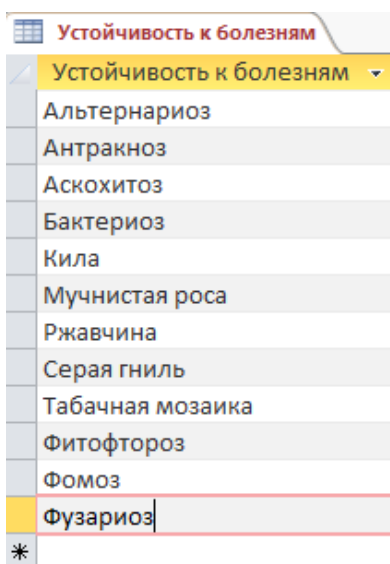 Устойчивость к болезням
Устойчивость к болезням
Альтернариоз
Антракноз
Аскохитоз
Бактериоз
Кила
Мучнистая роса
Ржавчина
Серая гниль
Табачная мозаика
Фитофтороз
Фомоз
Фузариоз